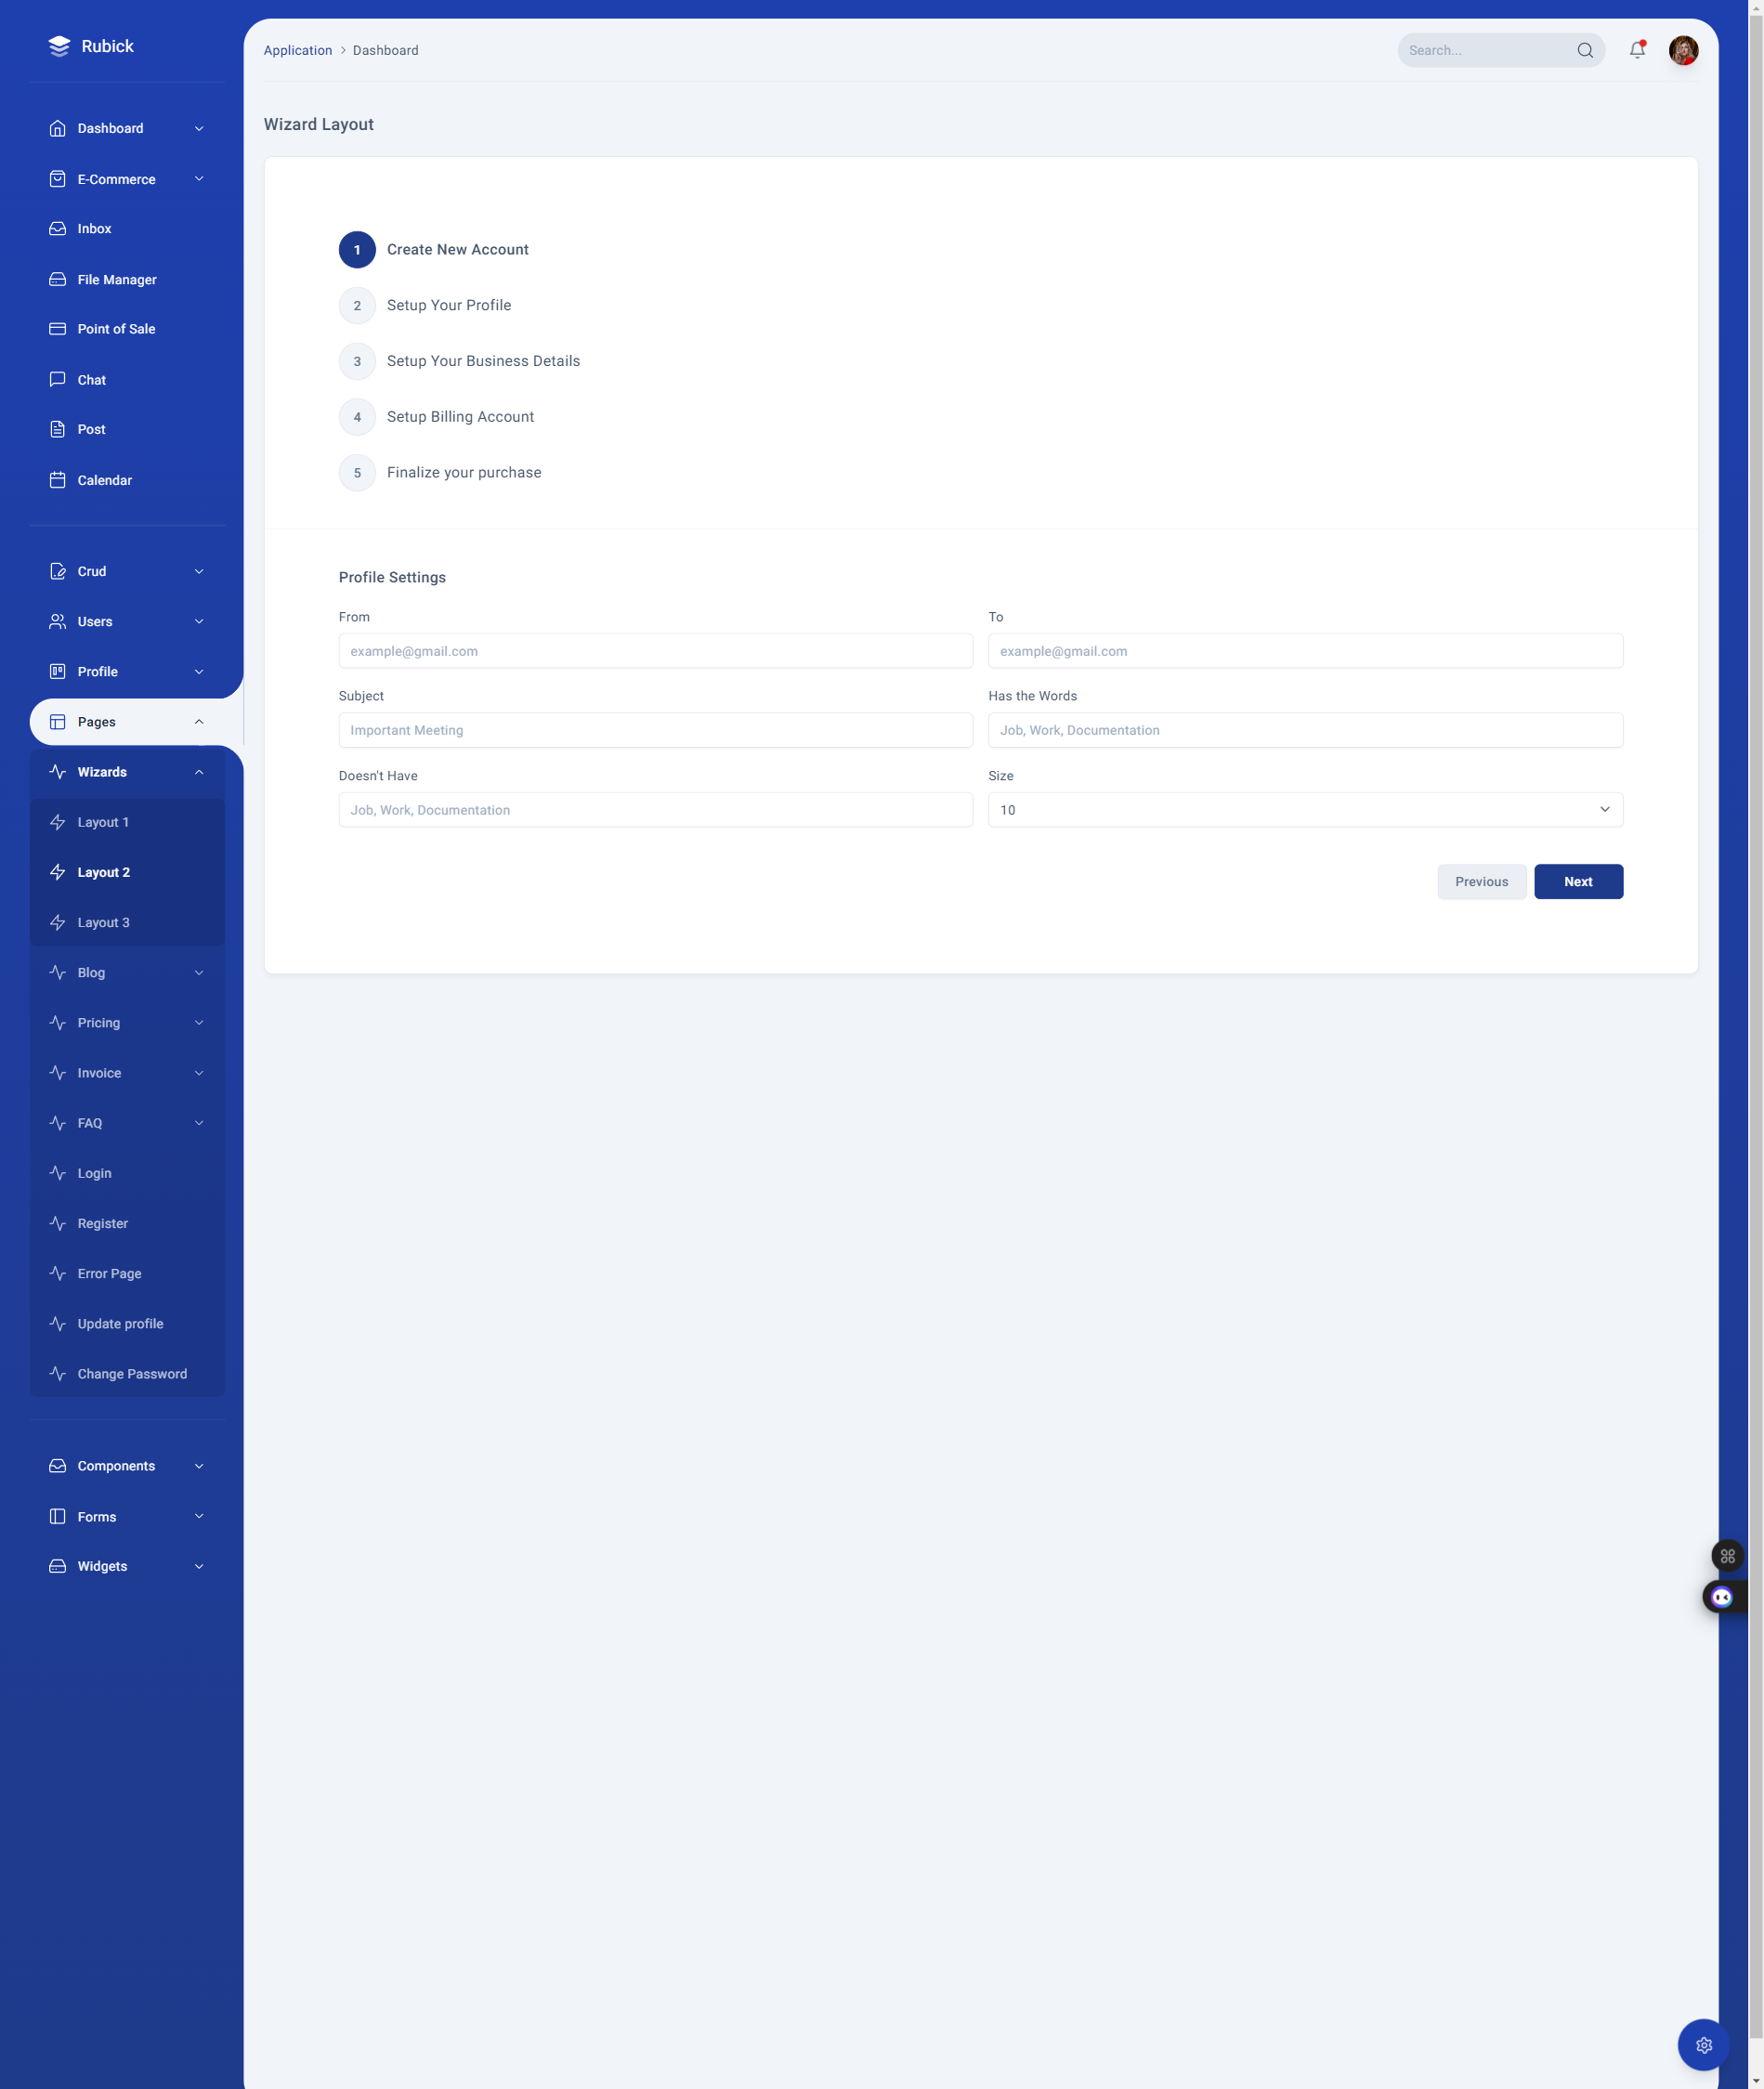 Rubick
Dashboard
E-Commerce
Inbox
File Manager
Point of Sale
Chat
Post
Calendar
Crud
Users
Profile
Pages
Wizards
Layout 1
Layout 2
Layout 3
Blog
Pricing
Invoice
FAQ
Login
Register
Error Page
Update profile
Change Password
Components
Forms
Widgets
Application > Dashboard
Search...
Wizard Layout
1 Create New Account
2 Setup Your Profile
3 Setup Your Business Details
4 Setup Billing Account
5 Finalize your purchase
Profile Settings
From
example@gmail.com
To
example@gmail.com
Subject
Important Meeting
Has the Words
Job, Work, Documentation
Doesn't Have
Job, Work, Documentation
Size
10
Previous
Next